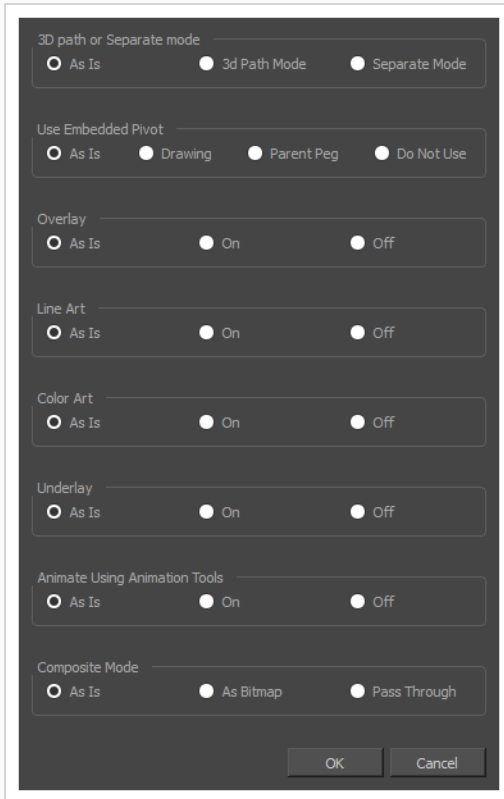 3D path or Separate mode
As Is 3d Path Mode Separate Mode
Use Embedded Pivot
As Is Drawing Parent Peg Do Not Use
Overlay
As Is On Off
Line Art
As Is On Off
Color Art
As Is On Off
Underlay
As Is On Off
Animate Using Animation Tools
As Is On Off
Composite Mode
As Is As Bitmap Pass Through
OK Cancel